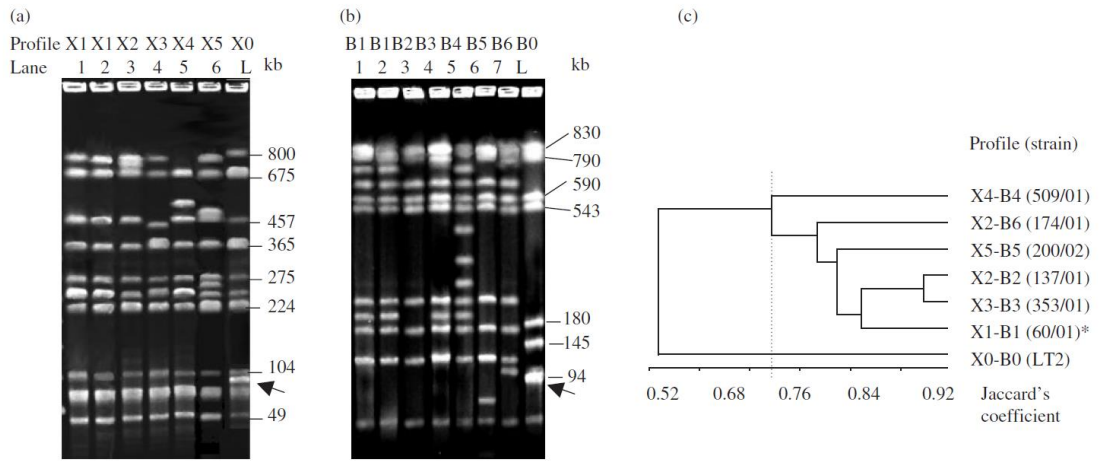 (a)
Profile X1 X1 X2 X3 X4 X5 X0
Lane 1 2 3 4 5 6 L kb
800
675
457
365
275
224
104
49
(b)
B1 B1 B2 B3 B4 B5 B6 B0
1 2 3 4 5 6 7 L kb
830
790
590
543
180
145
94
(c)
Profile (strain)
X4-B4 (509/01)
X2-B6 (174/01)
X5-B5 (200/02)
X2-B2 (137/01)
X3-B3 (353/01)
X1-B1 (60/01)*
X0-B0 (LT2)
0.52 0.68 0.76 0.84 0.92 Jaccard's
coefficient